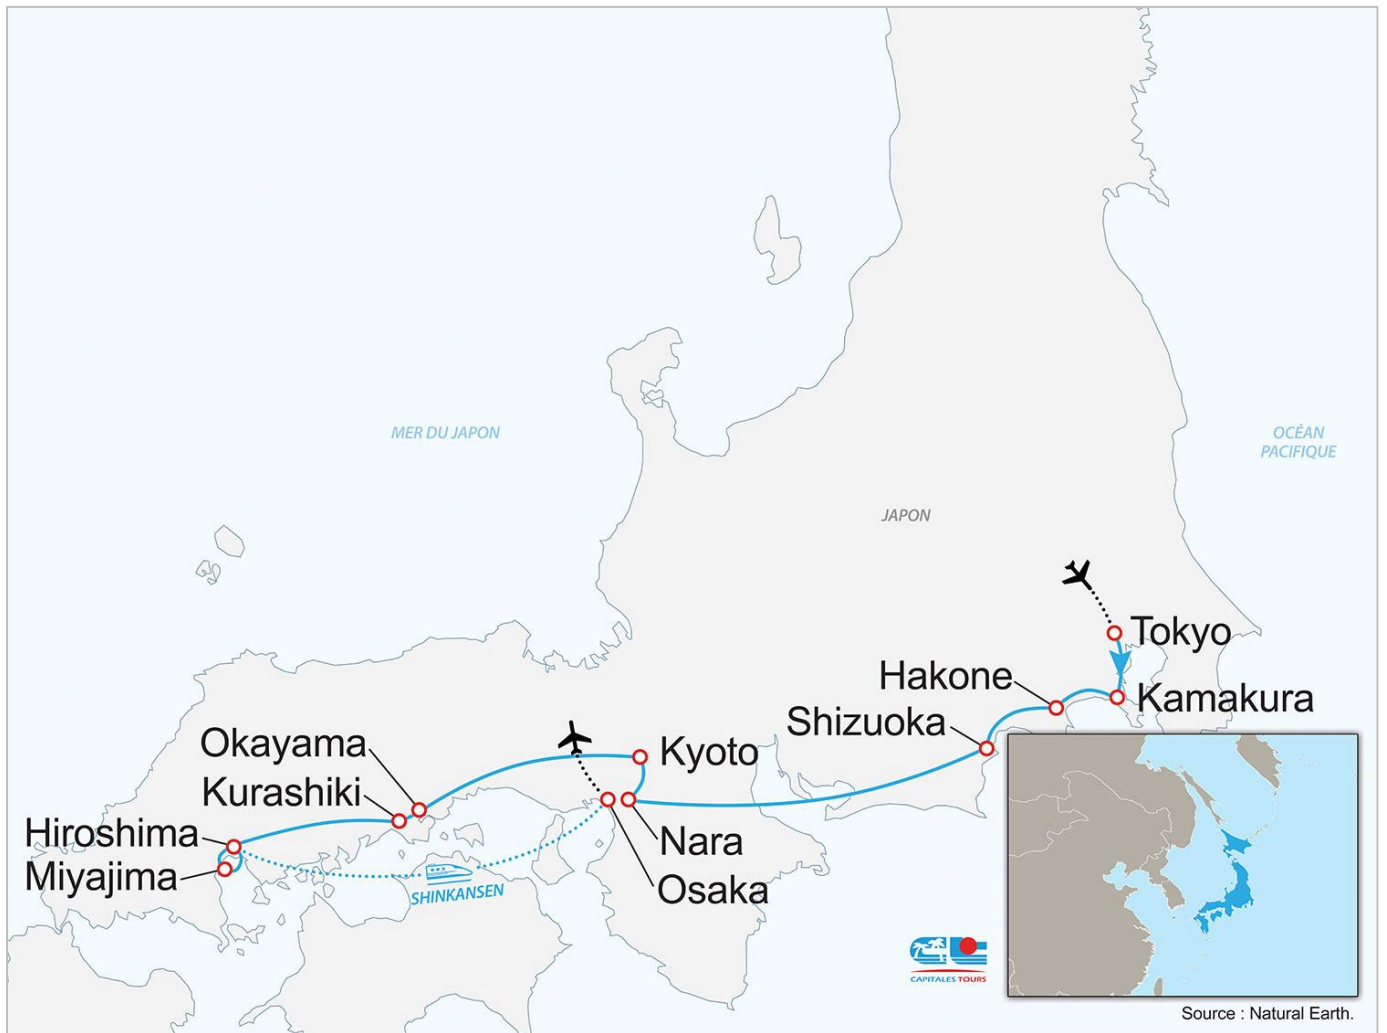 MER DU JAPON
OCÉAN
PACIFIQUE
JAPON
Tokyo
Hakone
Kamakura
Shizuoka
Okayama
Kyoto
Kurashiki
Hiroshima
Nara
Miyajima
Osaka
SHINKANSEN
CAPITALES TOURS
Source : Natural Earth.